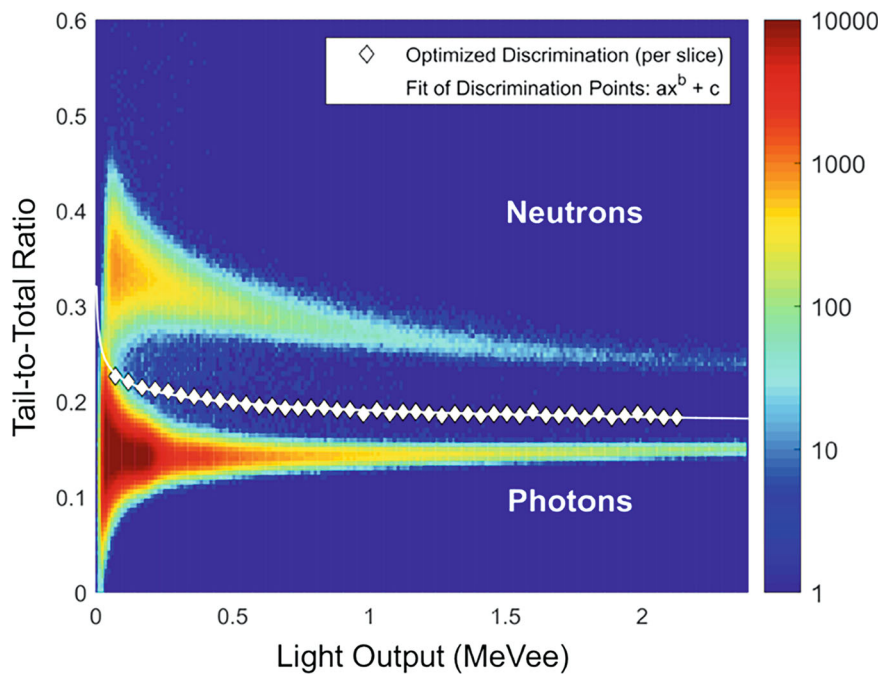 0.6
0.5
0.4
0.3
0.2
0.1
0
Tail-to-Total Ratio
Optimized Discrimination (per slice)
Fit of Discrimination Points: ax^b + c
Neutrons
Photons
0
0.5
1
1.5
2
Light Output (MeVee)
10000
1000
100
10
1